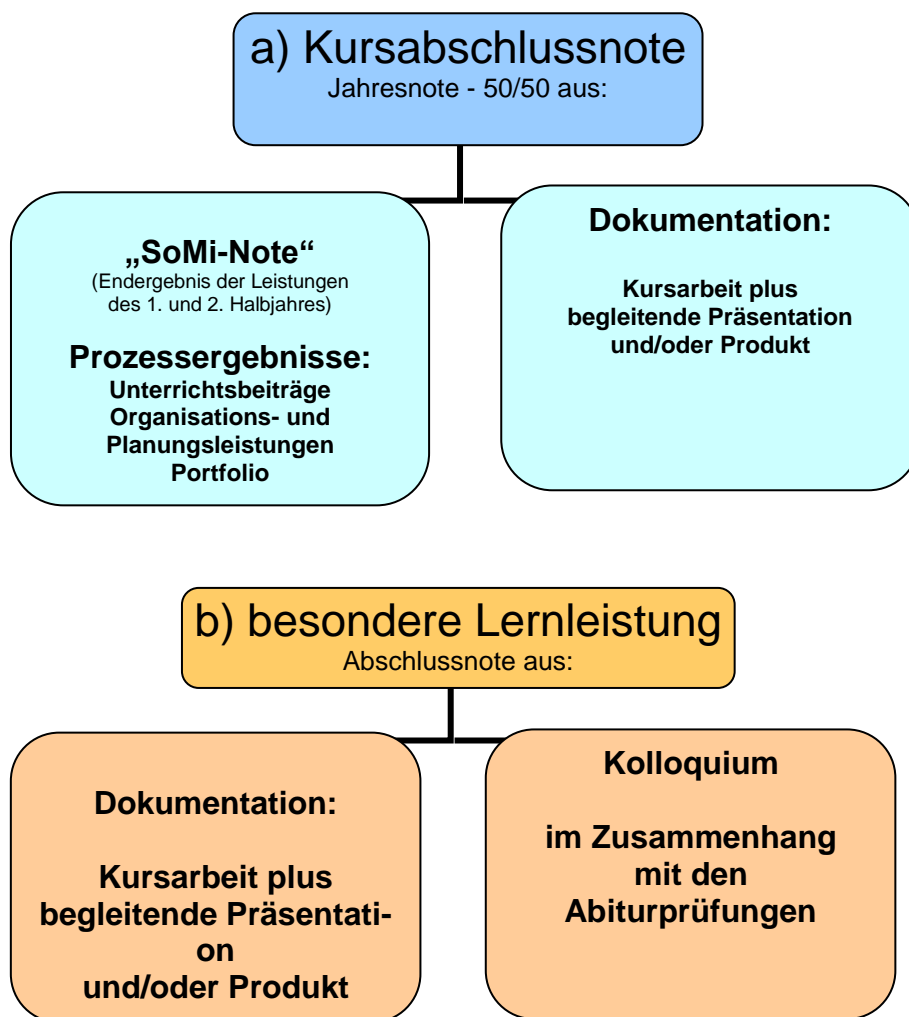 a) Kursabschlussnote
Jahresnote - 50/50 aus:
„SoMi-Note“
(Endergebnis der Leistungen
des 1. und 2. Halbjahres)
Prozessergebnisse:
Unterrichtsbeiträge
Organisations- und
Planungsleistungen
Portfolio
Dokumentation:
Kursarbeit plus
begleitende Präsentation
und/oder Produkt
b) besondere Lernleistung
Abschlussnote aus:
Dokumentation:
Kursarbeit plus
begleitende Präsentati-
on
und/oder Produkt
Kolloquium
im Zusammenhang
mit den
Abiturprüfungen